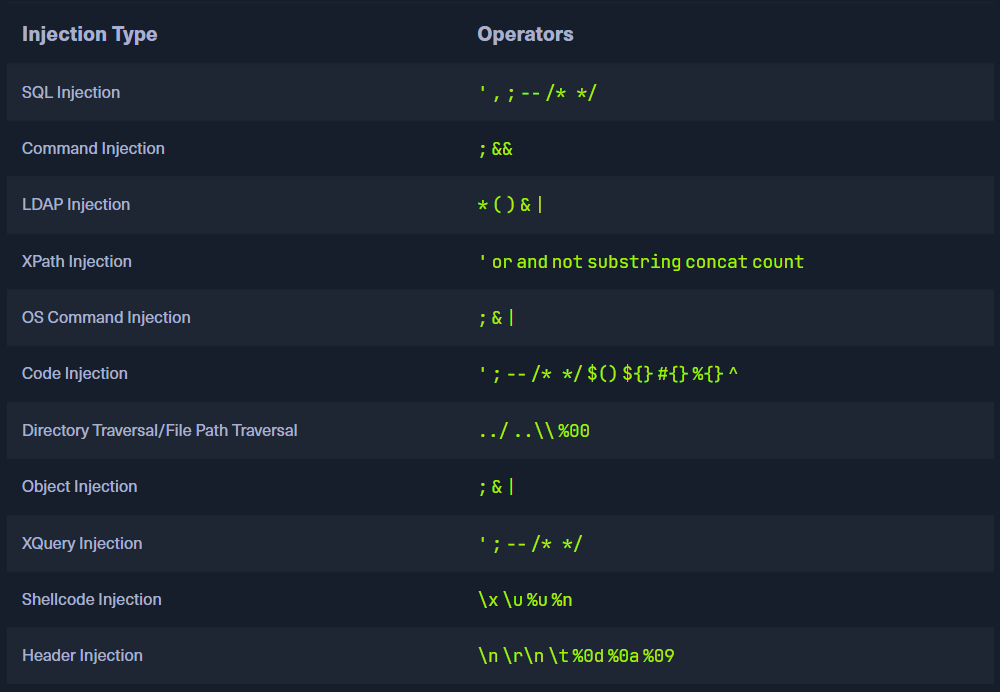 Injection Type Operators
SQL Injection ' , ; -- /* */
Command Injection ; &&
LDAP Injection * ( ) & |
XPath Injection ' or and not substring concat count
OS Command Injection ; & |
Code Injection ' ; -- /* */ $() ${} #{} %{} ^
Directory Traversal/File Path Traversal ../ ..\\ %00
Object Injection ; & |
XQuery Injection ' ; -- /* */
Shellcode Injection \x \u %u %n
Header Injection \n \r\n \t %0d %0a %09